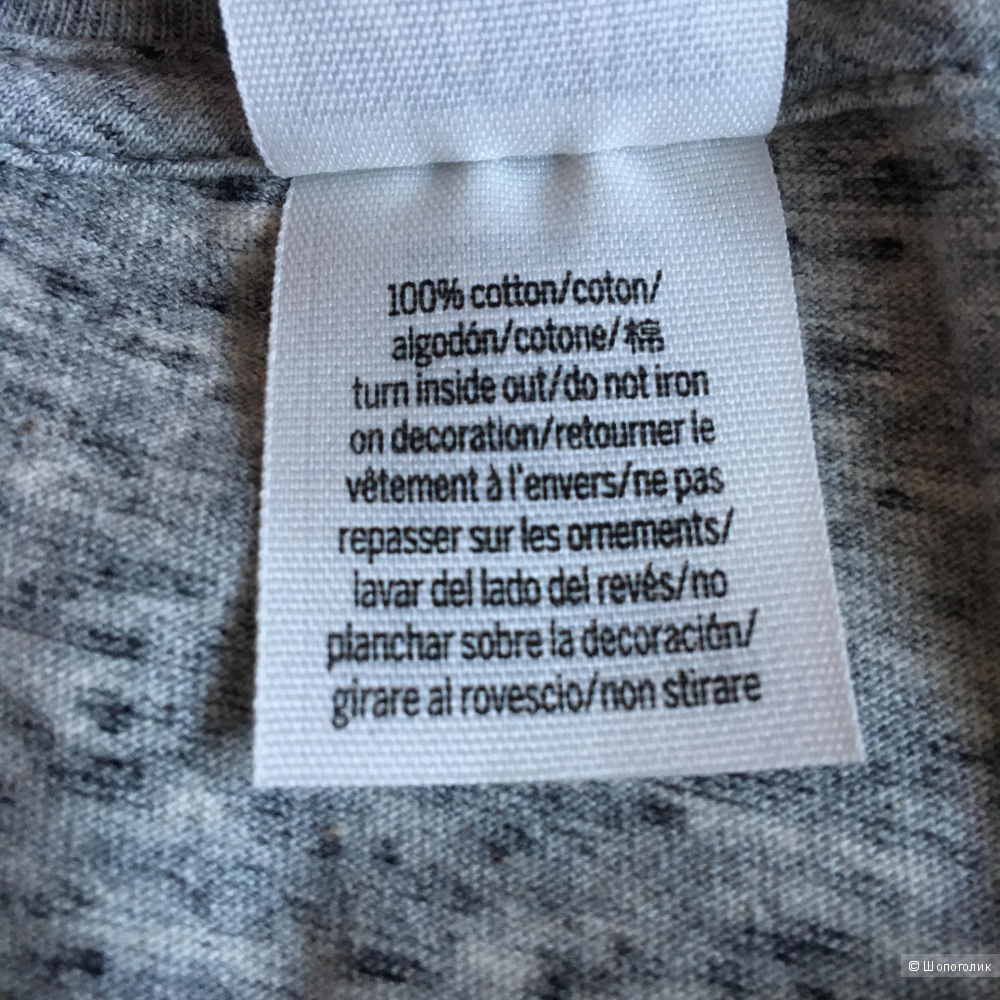 100% cotton/coton/
algodón/cotone/棉
turn inside out/do not iron
on decoration/retourner le
vêtement à l'envers/ne pas
repasser sur les ornements/
lavar del lado del revés/no
planchar sobre la decoración/
girare al rovescio/non stirare
© Шопоголик